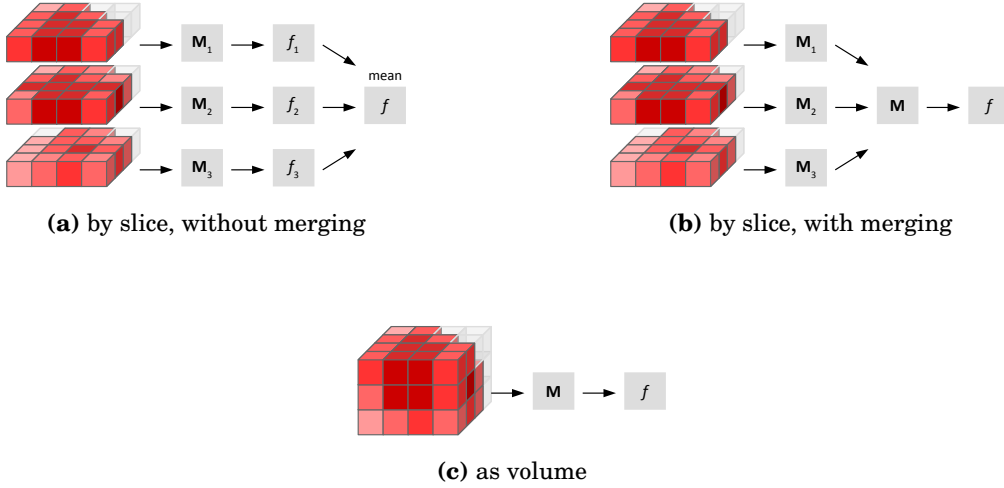 M1 f1
mean
M2 f2 f
M3 f3
(a) by slice, without merging
M1
M2 M f
M3
(b) by slice, with merging
M f
(c) as volume